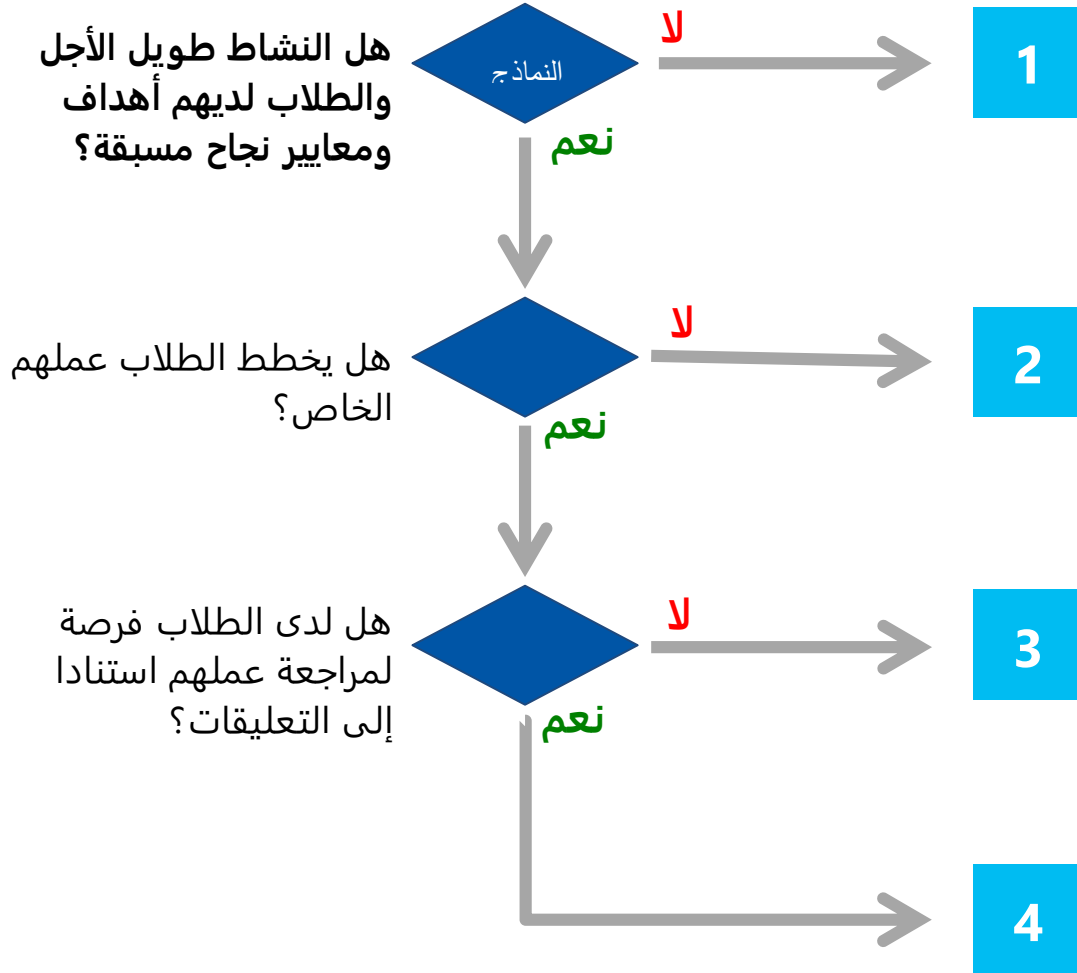 هل النشاط طويل الأجل
والطلاب لديهم أهداف
ومعايير نجاح مسبقة؟
النماذج
لا
1
نعم
هل يخطط الطلاب عملهم
الخاص؟
لا
2
نعم
هل لدى الطلاب فرصة
لمراجعة عملهم استنادا
إلى التعليقات؟
لا
3
نعم
4